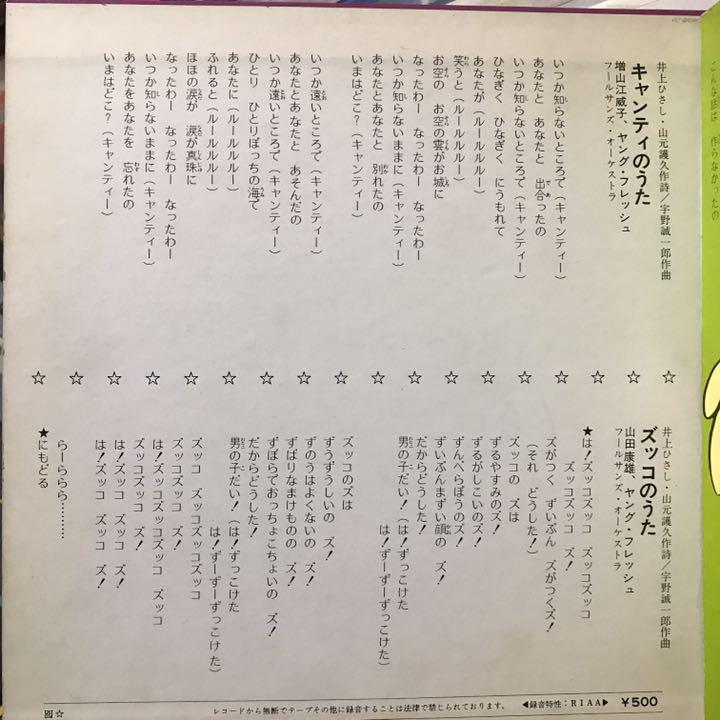 キャンティのうた
井上ひさし・山元護久作詩／宇野誠一郎作曲
増山江威子、ヤング・フレッシュ
フールサンズ・オーケストラ
いつか知らないところで（キャンティー）
あなたと　あなたと　出合ったの
いつか知らないところで（キャンティー）
ひなぎく　ひなぎく　にうもれて
あなたが（ルールルルー）
笑うと（ルールルルー）
お空の　お空の雲がお城に
なったわー　なったわー　なったわー
いつか知らないままに（キャンティー）
あなたとあなたと　別れたの
いまはどこ？（キャンティー）
いつか遠いところで（キャンティー）
あなたとあなたと　あそんだの
いつか遠いところで（キャンティー）
ひとり　ひとりぼっちの海で
あなたに（ルールルルー）
ふれると（ルールルルー）
ほほの涙が　涙が真珠に
なったわー　なったわー　なったわー
いつか知らないままに（キャンティー）
あなたをあなたを　忘れたの
いまはどこ？（キャンティー）
☆ ☆ ☆ ☆ ☆ ☆ ☆ ☆ ☆ ☆ ☆ ☆ ☆ ☆ ☆ ☆ ☆ ☆
井上ひさし・山元護久作詩／宇野誠一郎作曲
ズッコのうた
山田康雄、ヤング・フレッシュ
フールサンズ・オーケストラ
★は！ズッコズッコ　ズッコズッコ
ズッコズッコ　ズ！
ズがつく　ずいぶん　ズがつくズ！
（それ　どうした！）
ズッコの　ズは
ずるやすみのズ！
ずるがしこいのズ！
ずんべらぼうのズ！
ずいぶんまずい顔の　ズ！
だからどうした！
男の子だい！（は！ずっこけた
は！ずーずーずっこけた）
ズッコのズは
ずうずうしいの　ズ！
ずのうはよくないの　ズ！
ずばりなまけものの　ズ！
ずぼらでおっちょこちょいの　ズ！
だからどうした！
男の子だい！（は！ずっこけた
は！ずーずーずっこけた）
ズッコ　ズッコズッコズッコ
ズッコズッコ　ズ！
は！ズッコズッコズッコ　ズッコ
ズッコズッコ　ズ！
は！ズッコ　ズッコ　ズ！
は！ズッコ　ズッコ　ズ！
らーららら………
★にもどる
レコードから無断でテープその他に録音することは法律で禁じられております。
◀録音特性：RIAA▶
¥500
こんな話は　作らなかったの